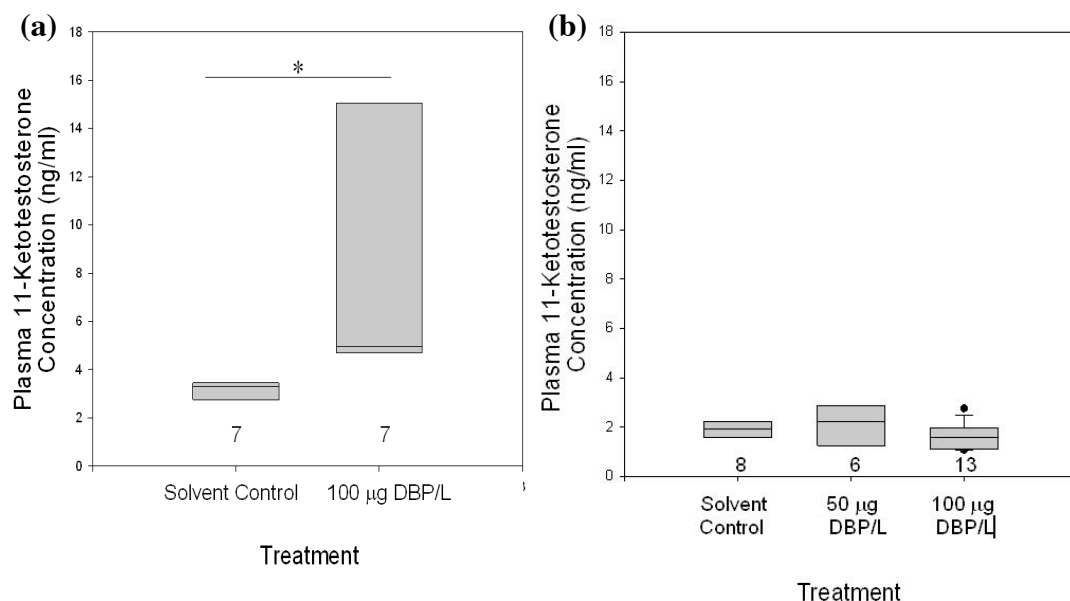 (a)
18
16
14
12
10
8
6
4
2
0
Plasma 11-Ketotestosterone
Concentration (ng/ml)
*
7
7
Solvent Control
100 μg DBP/L
Treatment
(b)
18
16
14
12
10
8
6
4
2
0
Plasma 11-Ketotestosterone
Concentration (ng/ml)
8
6
13
Solvent
Control
50 μg
DBP/L
100 μg
DBP/L
Treatment